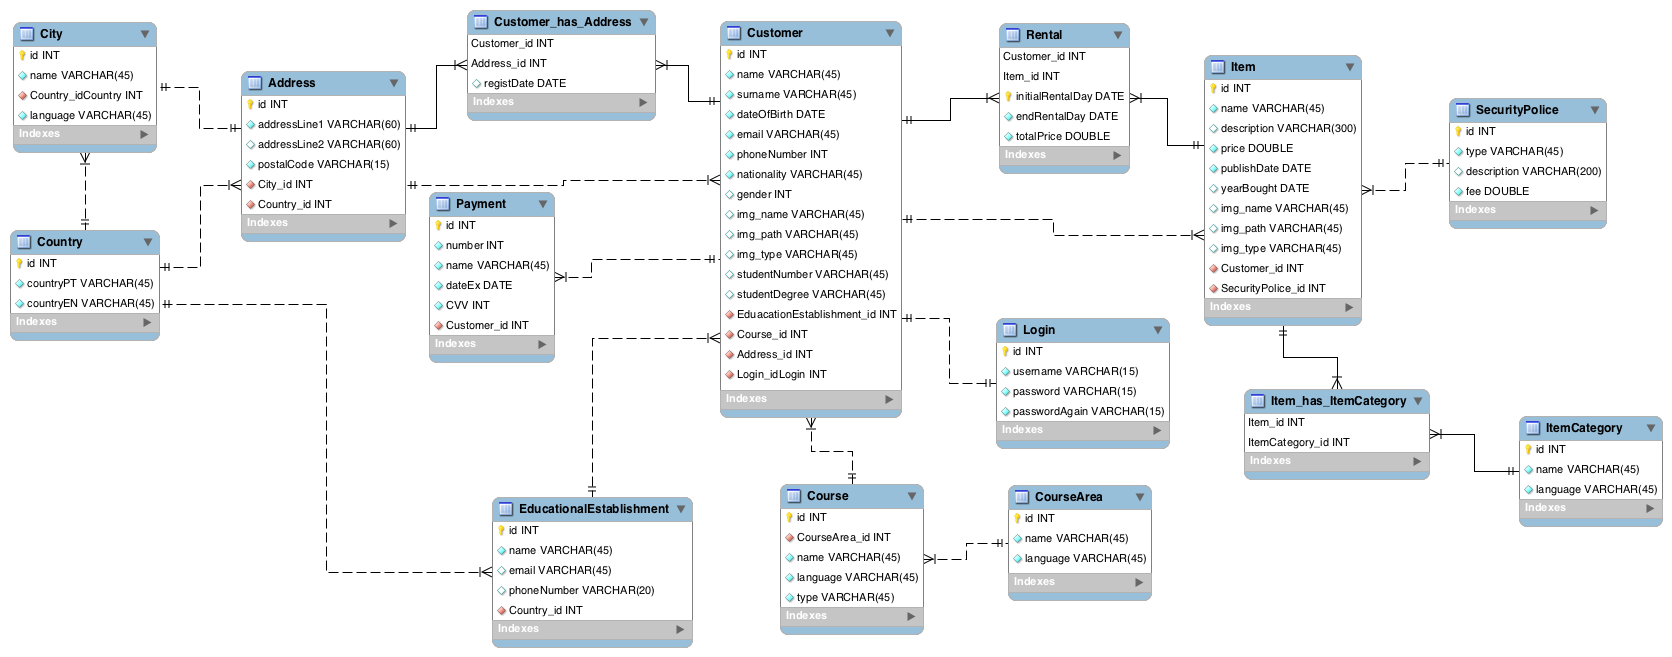 City
id INT
name VARCHAR(45)
Country_idCountry INT
language VARCHAR(45)
Indexes
Address
id INT
addressLine1 VARCHAR(60)
addressLine2 VARCHAR(60)
postalCode VARCHAR(15)
City_id INT
Country_id INT
Indexes
Country
id INT
countryPT VARCHAR(45)
countryEN VARCHAR(45)
Indexes
Customer_has_Address
Customer_id INT
Address_id INT
registDate DATE
Indexes
Payment
id INT
number INT
name VARCHAR(45)
dateEx DATE
CVV INT
Customer_id INT
Indexes
Customer
id INT
name VARCHAR(45)
surname VARCHAR(45)
dateOfBirth DATE
email VARCHAR(45)
phoneNumber INT
nationality VARCHAR(45)
gender INT
img_name VARCHAR(45)
img_path VARCHAR(45)
img_type VARCHAR(45)
studentNumber VARCHAR(45)
studentDegree VARCHAR(45)
EduacationEstablishment_id INT
Course_id INT
Address_id INT
Login_idLogin INT
Indexes
Rental
Customer_id INT
Item_id INT
initialRentalDay DATE
endRentalDay DATE
totalPrice DOUBLE
Indexes
Item
id INT
name VARCHAR(45)
description VARCHAR(300)
price DOUBLE
publishDate DATE
yearBought DATE
img_name VARCHAR(45)
img_path VARCHAR(45)
img_type VARCHAR(45)
Customer_id INT
SecurityPolice_id INT
Indexes
SecurityPolice
id INT
type VARCHAR(45)
description VARCHAR(200)
fee DOUBLE
Indexes
Login
id INT
username VARCHAR(15)
password VARCHAR(15)
passwordAgain VARCHAR(15)
Indexes
Item_has_ItemCategory
Item_id INT
ItemCategory_id INT
Indexes
ItemCategory
id INT
name VARCHAR(45)
language VARCHAR(45)
Indexes
EducationalEstablishment
id INT
name VARCHAR(45)
email VARCHAR(45)
phoneNumber VARCHAR(20)
Country_id INT
Indexes
Course
id INT
CourseArea_id INT
name VARCHAR(45)
language VARCHAR(45)
type VARCHAR(45)
Indexes
CourseArea
id INT
name VARCHAR(45)
language VARCHAR(45)
Indexes